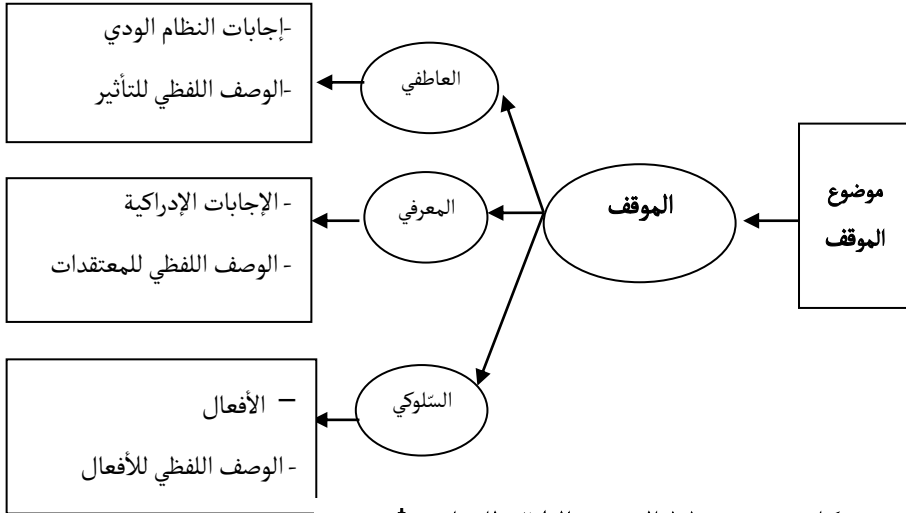 موضوع
الموقف
الموقف
العاطفي
-إجابات النظام الودي
-الوصف اللفظي للتأثير
المعرفي
- الإجابات الإدراكية
- الوصف اللفظي للمعتقدات
السّلوكي
– الأفعال
- الوصف اللفظي للأفعال